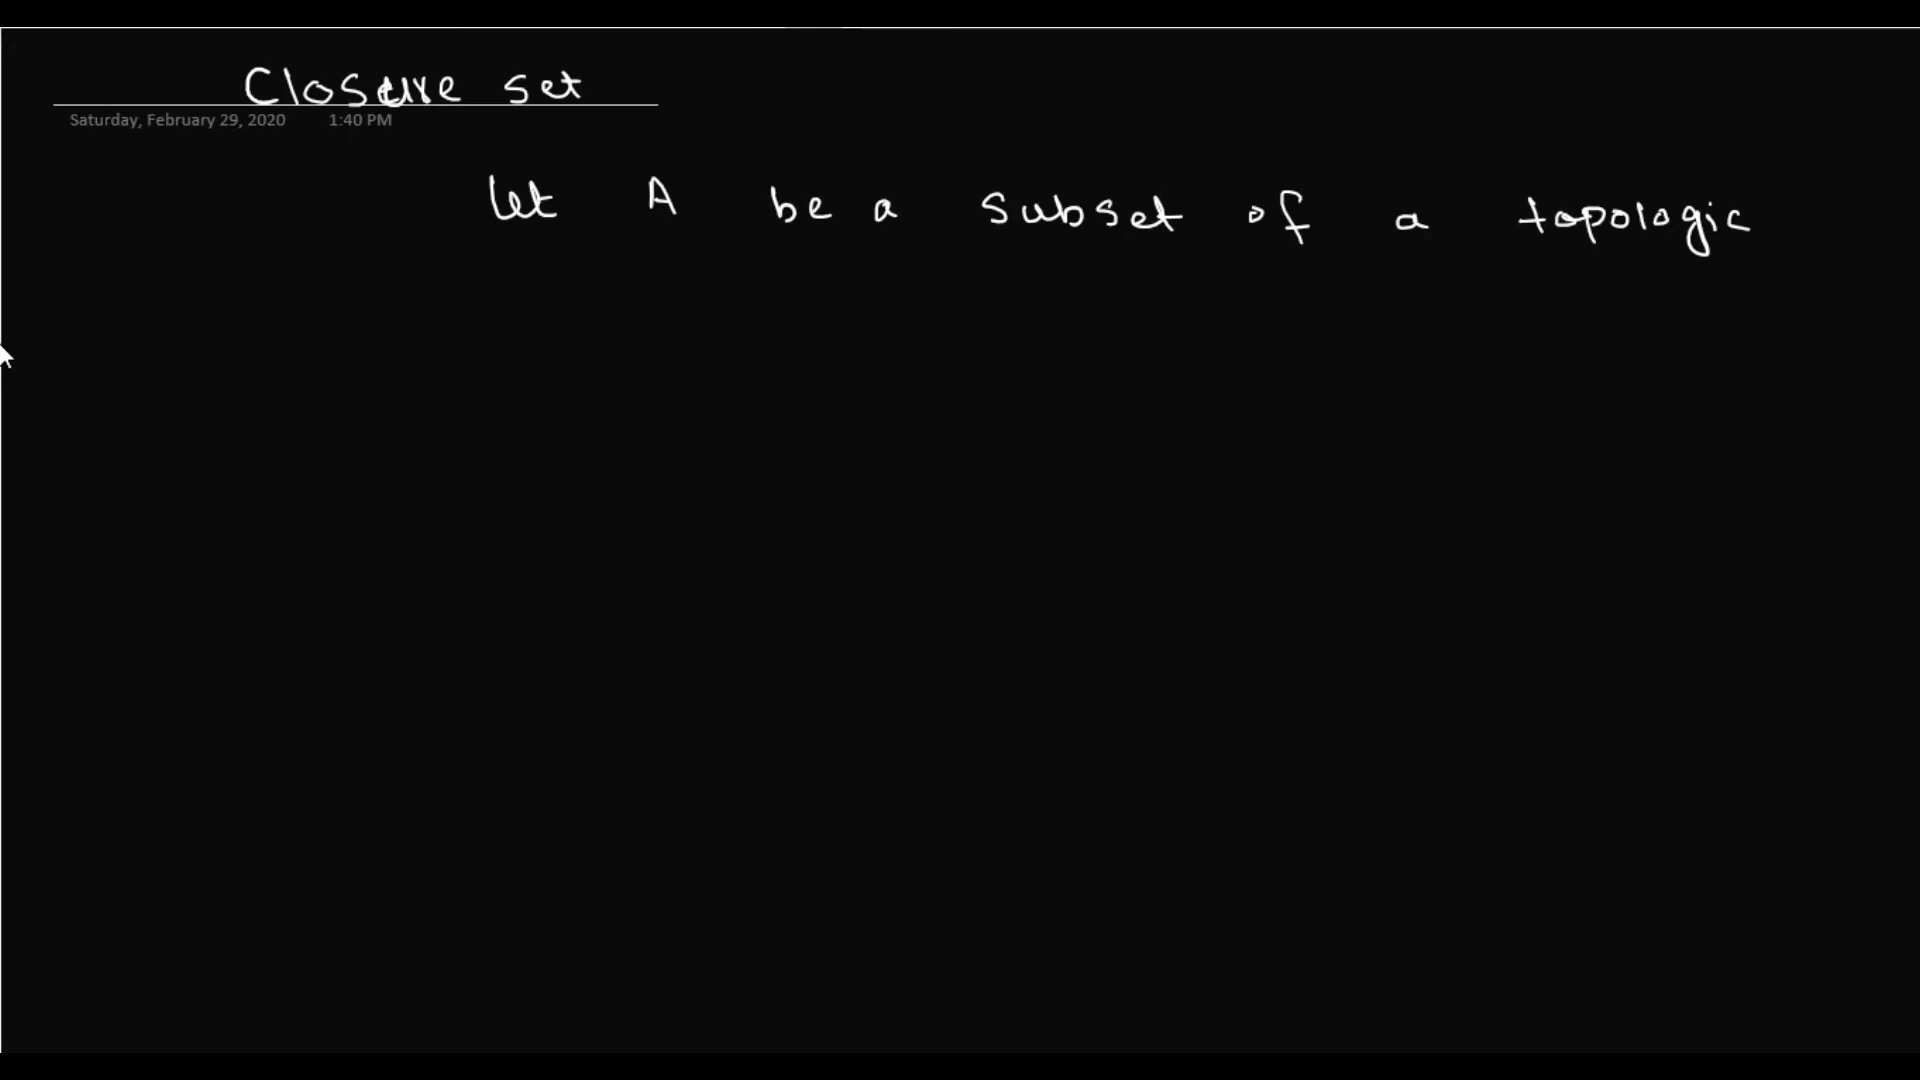 Closure set
Saturday, February 29, 2020 1:40 PM
Let A be a subset of a topologic